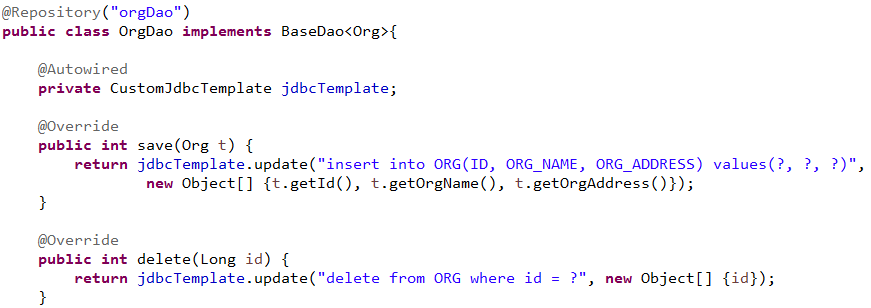 @Repository("orgDao")
public class OrgDao implements BaseDao<Org>{
@Autowired
private CustomJdbcTemplate jdbcTemplate;
@Override
public int save(Org t) {
return jdbcTemplate.update("insert into ORG(ID, ORG_NAME, ORG_ADDRESS) values(?, ?, ?)",
new Object[] {t.getId(), t.getOrgName(), t.getOrgAddress()});
}
@Override
public int delete(Long id) {
return jdbcTemplate.update("delete from ORG where id = ?", new Object[] {id});
}